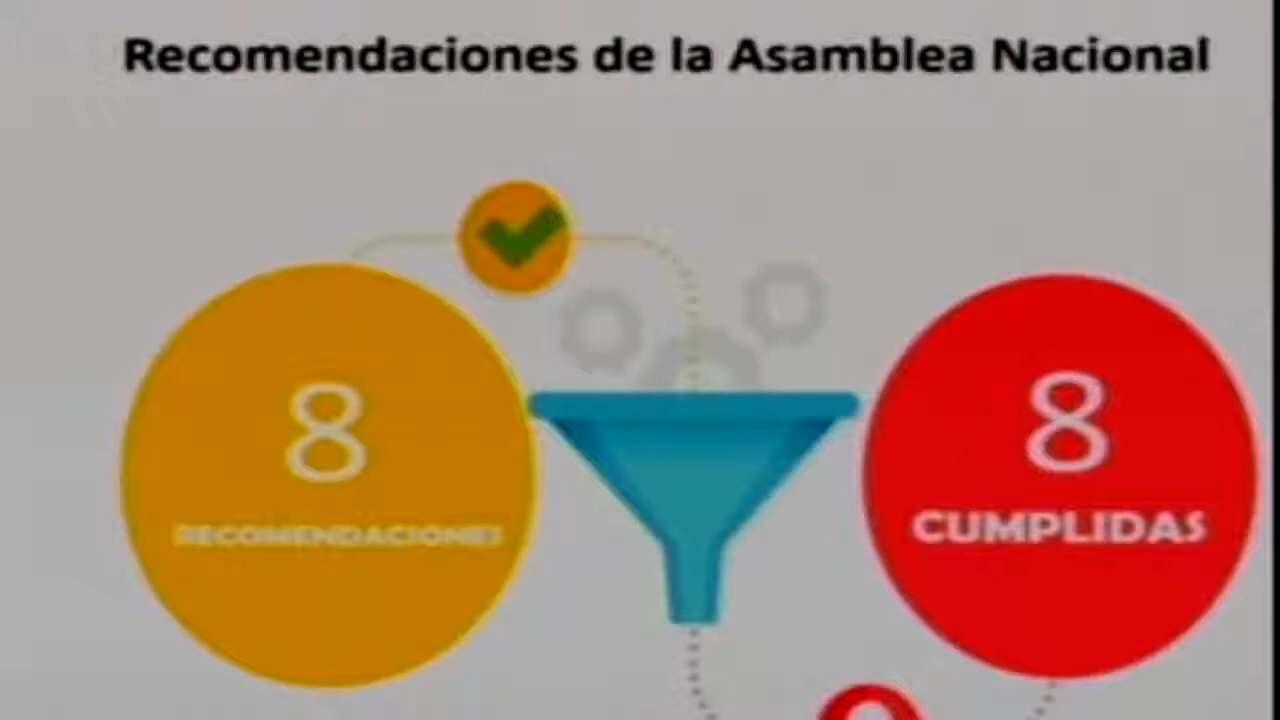 Recomendaciones de la Asamblea Nacional
8
RECOMENDACIONES
8
CUMPLIDAS